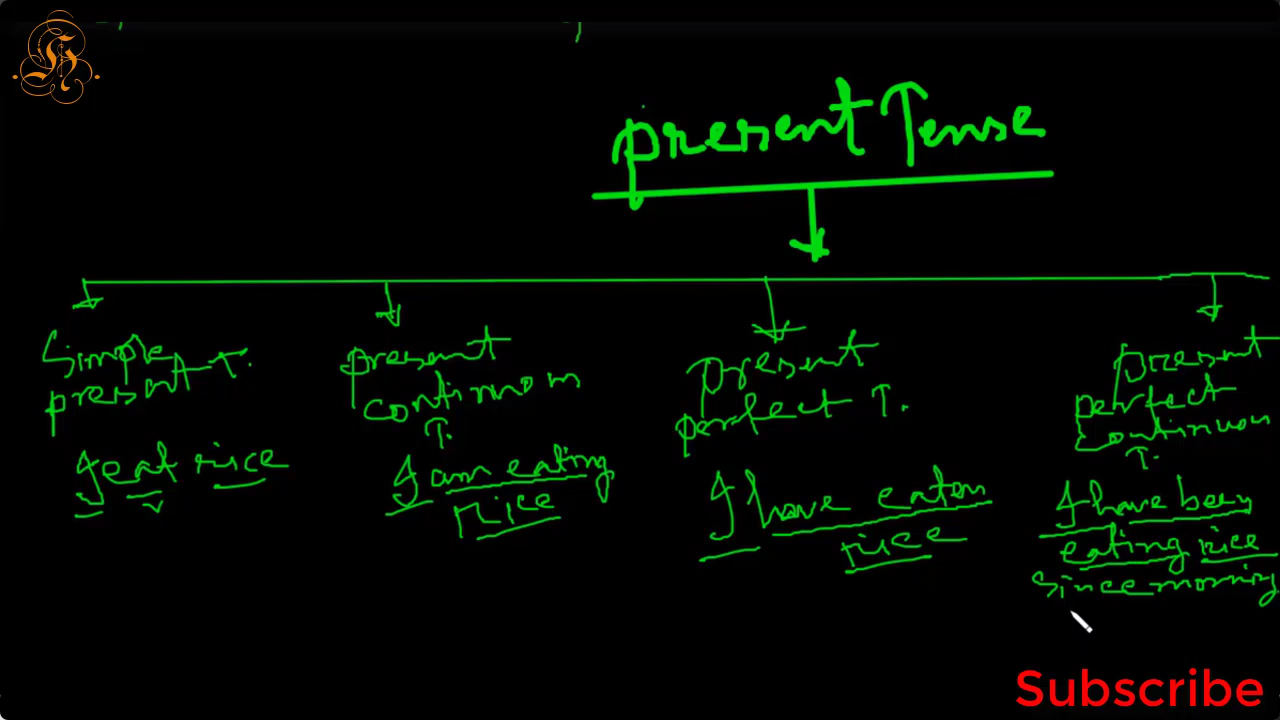 present Tense
Simple
present T.
I eat rice
present
continuous
T.
I am eating
rice
present
perfect T.
I have eaten
rice
present
perfect
continuou
T.
I have been
eating rice
since morning
Subscribe